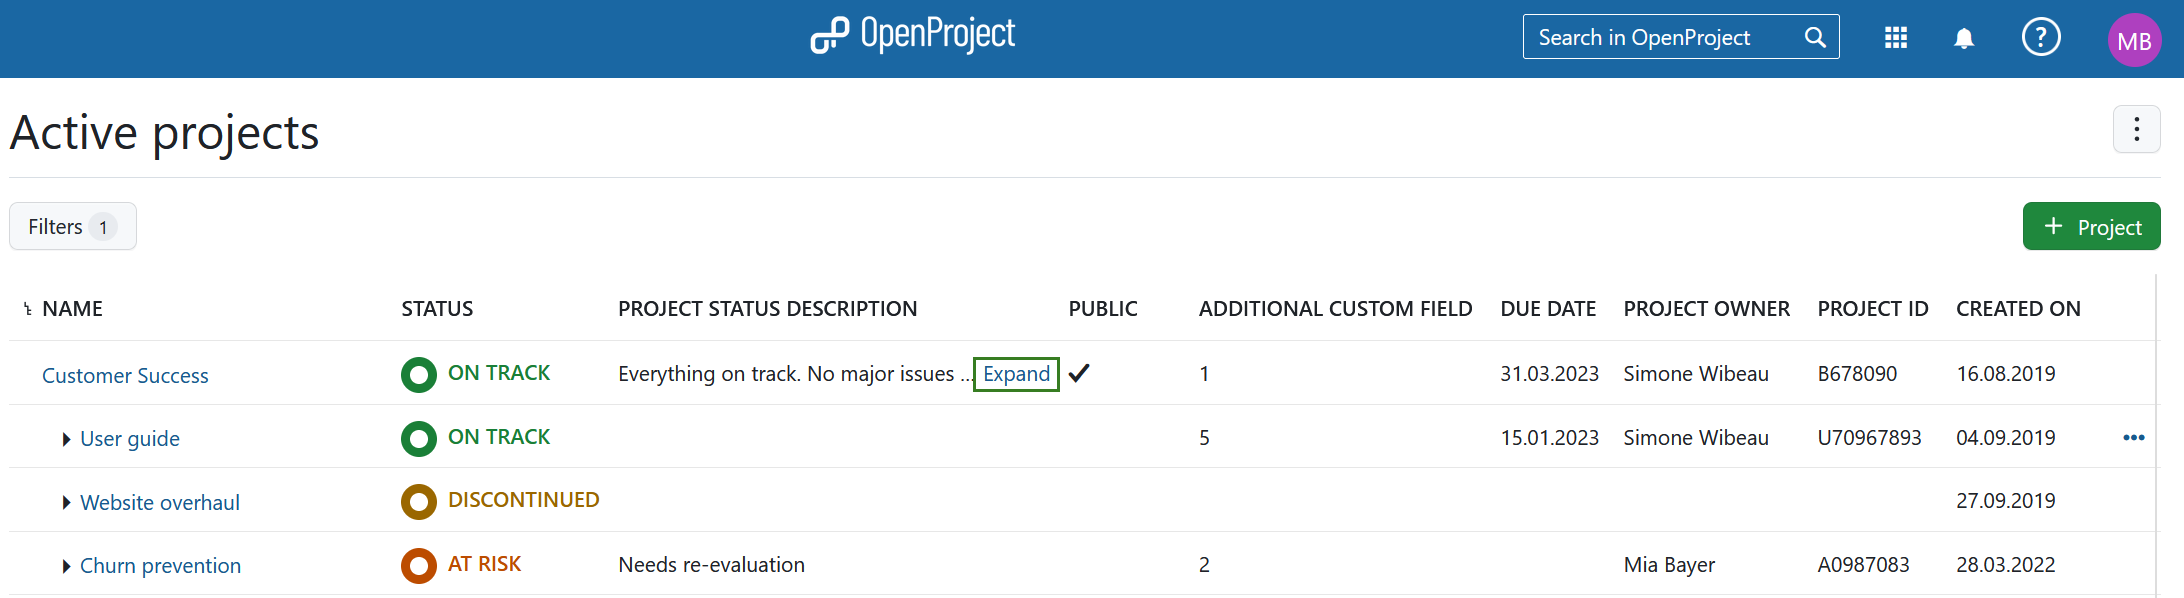 OpenProject Search in OpenProject ? MB
Active projects
Filters 1 + Project
NAME STATUS PROJECT STATUS DESCRIPTION PUBLIC ADDITIONAL CUSTOM FIELD DUE DATE PROJECT OWNER PROJECT ID CREATED ON
Customer Success ON TRACK Everything on track. No major issues ... Expand ✓ 1 31.03.2023 Simone Wibeau B678090 16.08.2019
User guide ON TRACK 5 15.01.2023 Simone Wibeau U70967893 04.09.2019
Website overhaul DISCONTINUED 27.09.2019
Churn prevention AT RISK Needs re-evaluation 2 Mia Bayer A0987083 28.03.2022